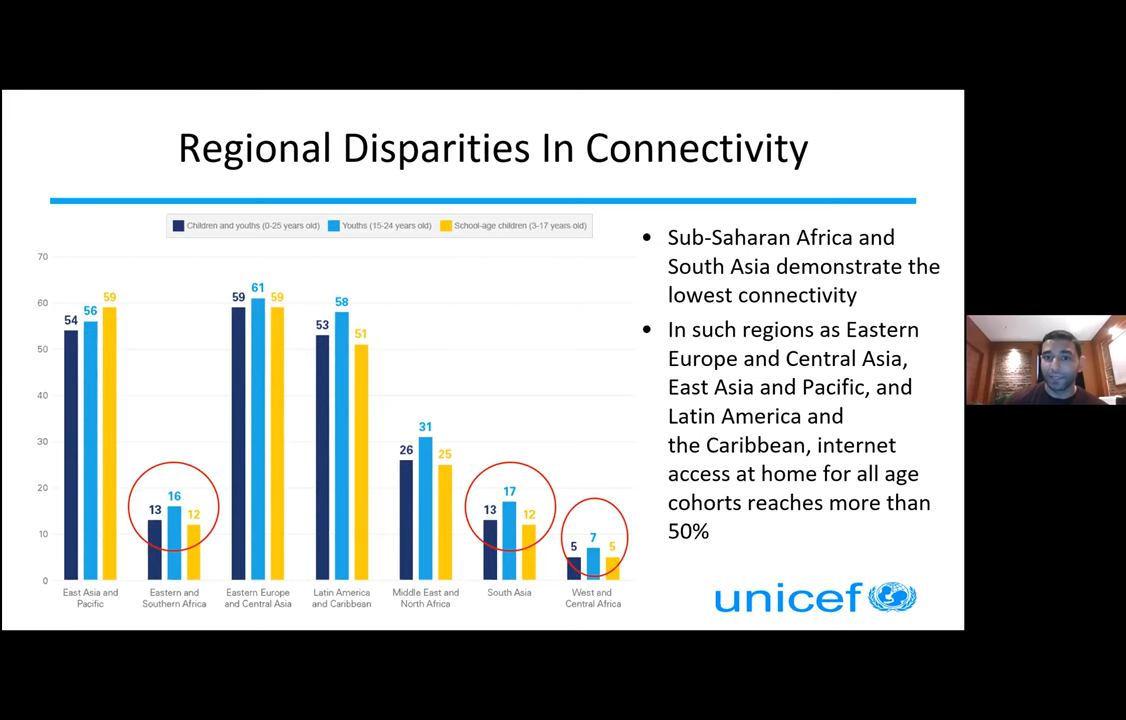 Regional Disparities In Connectivity
Children and youths (0-25 years old) Youths (15-24 years old) School-age children (3-17 years old)
70
60
50
40
30
20
10
0
54 56 59
13 16 12
59 61 59
53 58 51
26 31 25
13 17 12
5 7 5
East Asia and
Pacific
Eastern and
Southern Africa
Eastern Europe
and Central Asia
Latin America
and Caribbean
Middle East and
North Africa
South Asia
West and
Central Africa
• Sub-Saharan Africa and
South Asia demonstrate the
lowest connectivity
• In such regions as Eastern
Europe and Central Asia,
East Asia and Pacific, and
Latin America and
the Caribbean, internet
access at home for all age
cohorts reaches more than
50%
unicef